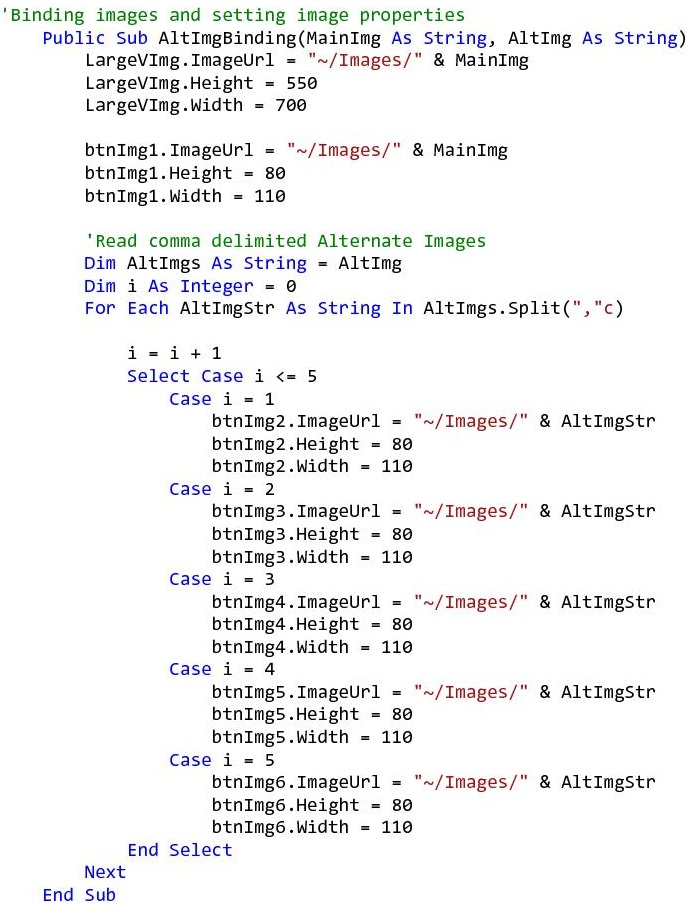 'Binding images and setting image properties
    Public Sub AltImgBinding(MainImg As String, AltImg As String)
        LargeVImg.ImageUrl = "~/Images/" & MainImg
        LargeVImg.Height = 550
        LargeVImg.Width = 700

        btnImg1.ImageUrl = "~/Images/" & MainImg
        btnImg1.Height = 80
        btnImg1.Width = 110

        'Read comma delimited Alternate Images
        Dim AltImgs As String = AltImg
        Dim i As Integer = 0
        For Each AltImgStr As String In AltImgs.Split(","c)

            i = i + 1
            Select Case i <= 5
                Case i = 1
                    btnImg2.ImageUrl = "~/Images/" & AltImgStr
                    btnImg2.Height = 80
                    btnImg2.Width = 110
                Case i = 2
                    btnImg3.ImageUrl = "~/Images/" & AltImgStr
                    btnImg3.Height = 80
                    btnImg3.Width = 110
                Case i = 3
                    btnImg4.ImageUrl = "~/Images/" & AltImgStr
                    btnImg4.Height = 80
                    btnImg4.Width = 110
                Case i = 4
                    btnImg5.ImageUrl = "~/Images/" & AltImgStr
                    btnImg5.Height = 80
                    btnImg5.Width = 110
                Case i = 5
                    btnImg6.ImageUrl = "~/Images/" & AltImgStr
                    btnImg6.Height = 80
                    btnImg6.Width = 110
            End Select
        Next
    End Sub